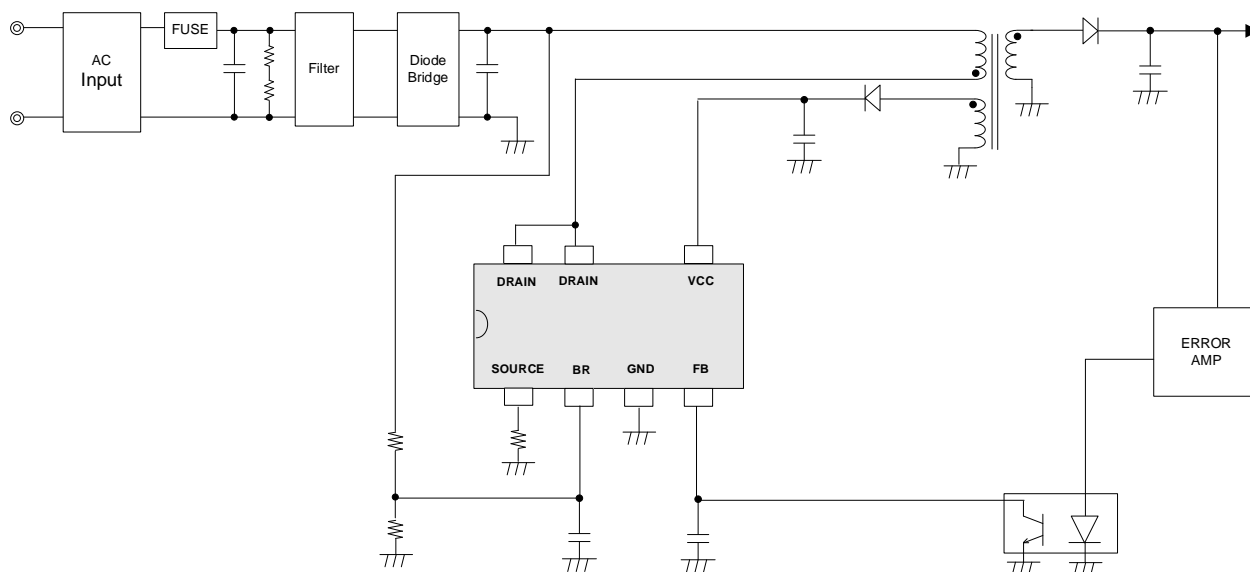 FUSE
AC
Input
Filter
Diode
Bridge
DRAIN
DRAIN
VCC
SOURCE
BR
GND
FB
ERROR
AMP